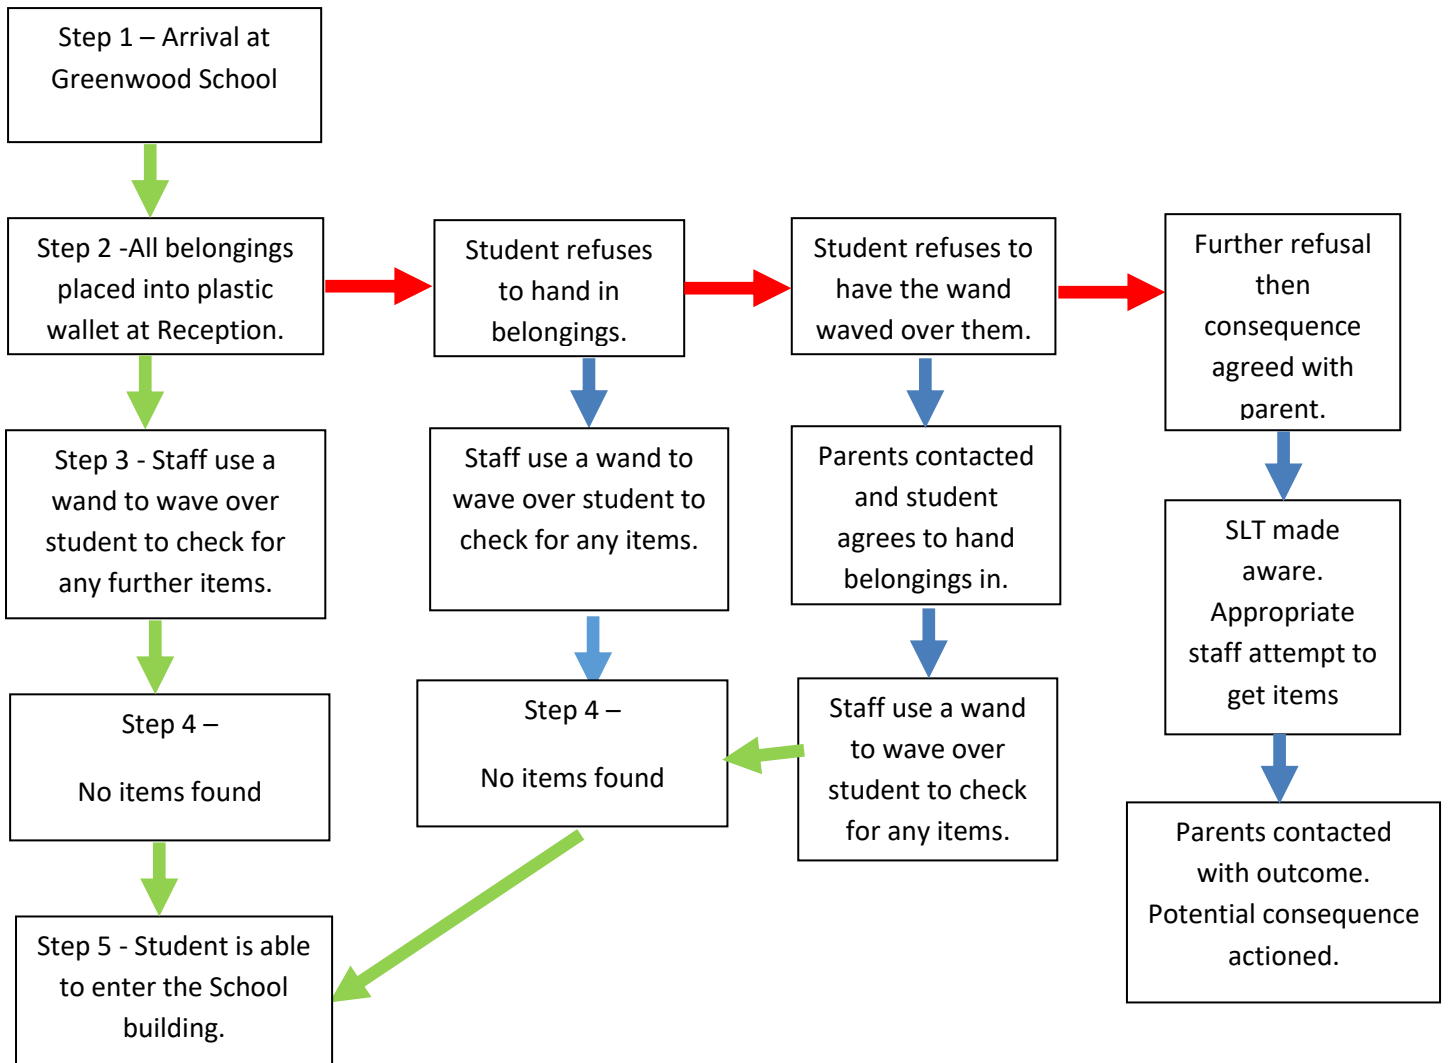 Step 1 – Arrival at
Greenwood School
Step 2 -All belongings
placed into plastic
wallet at Reception.
Student refuses
to hand in
belongings.
Student refuses to
have the wand
waved over them.
Further refusal
then
consequence
agreed with
parent.
Step 3 - Staff use a
wand to wave over
student to check for
any further items.
Staff use a wand to
wave over student to
check for any items.
Parents contacted
and student
agrees to hand
belongings in.
SLT made
aware.
Appropriate
staff attempt to
get items
Step 4 –
No items found
Step 4 –
No items found
Staff use a wand
to wave over
student to check
for any items.
Parents contacted
with outcome.
Potential consequence
actioned.
Step 5 - Student is able
to enter the School
building.